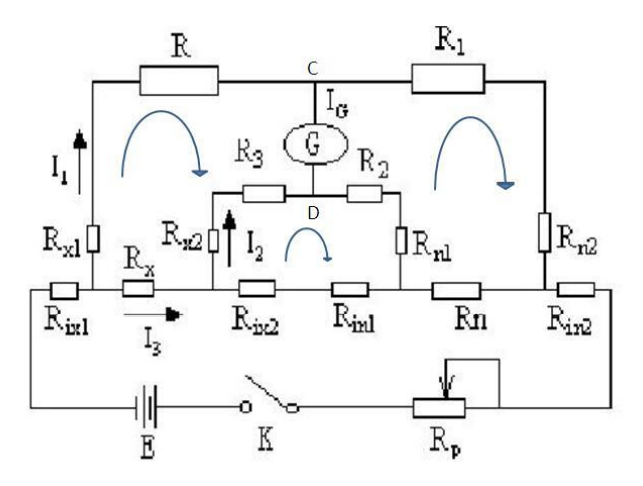 R
R1
C
IG
G
I1
R3
R2
D
Rx1
Rx2
I2
Rn1
Rn2
Rx
Rix1
I3
Rix2
Rin1
Rn
Rin2
E
K
Rp